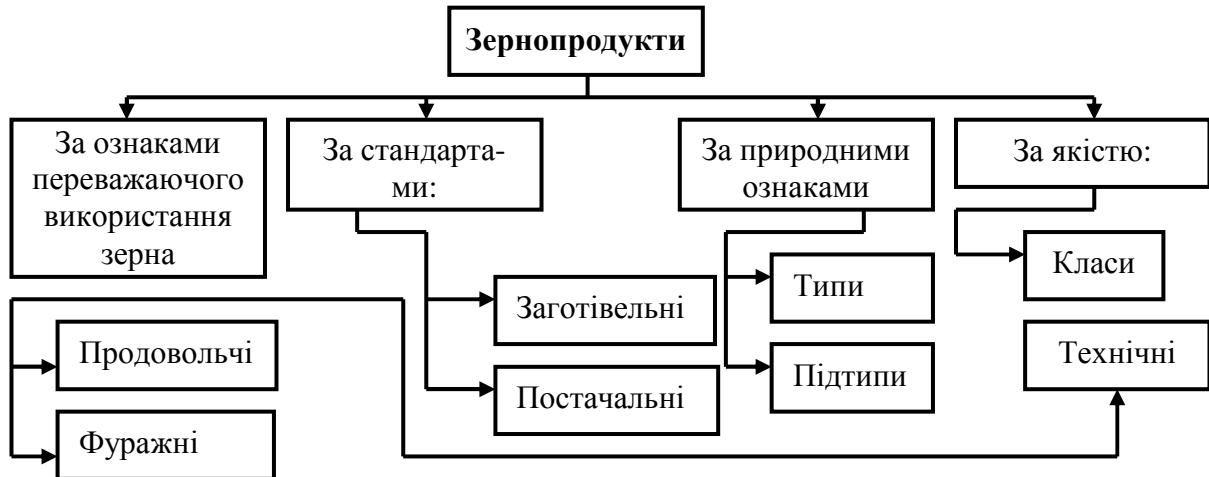 Зернопродукти
За ознаками
переважаючого
використання
зерна
За стандарта-
ми:
За природними
ознаками
За якістю:
Класи
Типи
Заготівельні
Продовольчі
Технічні
Підтипи
Постачальні
Фуражні